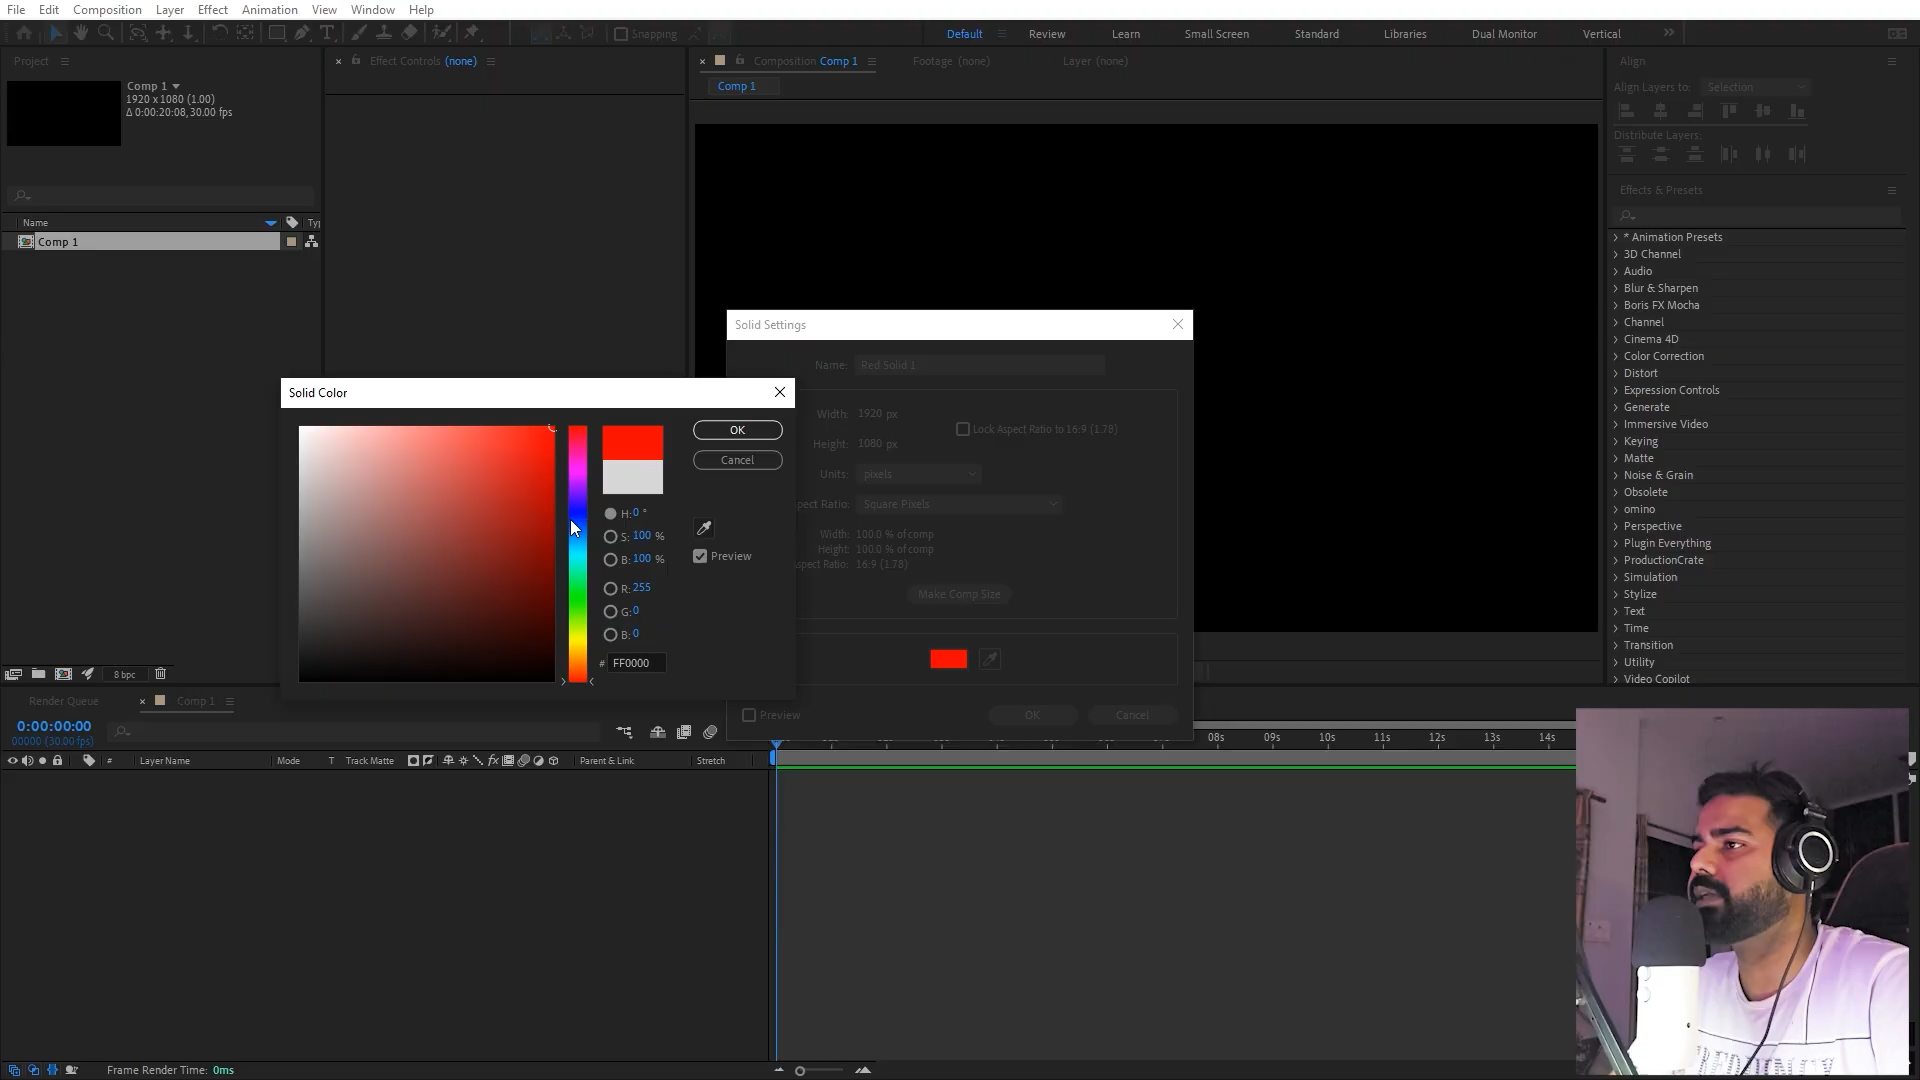 File Edit Composition Layer Effect Animation View Window Help
Snapping
Default Review Learn Small Screen Standard Libraries Dual Monitor Vertical
Project
Effect Controls (none)
Composition Comp 1
Footage (none)
Layer (none)
Align
Comp 1
1920 x 1080 (1.00)
Δ 0:00:20:08, 30.00 fps
Comp 1
Align Layers to: Selection
Distribute Layers:
Effects & Presets
Name
Comp 1
* Animation Presets
3D Channel
Audio
Blur & Sharpen
Boris FX Mocha
Channel
Cinema 4D
Color Correction
Distort
Expression Controls
Generate
Immersive Video
Keying
Matte
Noise & Grain
Obsolete
omino
Perspective
Plugin Everything
ProductionCrate
Simulation
Stylize
Text
Time
Transition
Utility
Video Copilot
Solid Settings
Name: Red Solid 1
Width: 1920 px
Lock Aspect Ratio to 16:9 (1.78)
Height: 1080 px
Units: pixels
pect Ratio: Square Pixels
Width: 100.0 % of comp
Height: 100.0 % of comp
spect Ratio: 16:9 (1.78)
Make Comp Size
Preview
OK
Cancel
Solid Color
OK
Cancel
H: 0 °
S: 100 %
B: 100 %
Preview
R: 255
G: 0
B: 0
# FF0000
8 bpc
Render Queue
Comp 1
0:00:00:00
00000 (30.00 fps)
08s 09s 10s 11s 12s 13s 14s
# Layer Name Mode T Track Matte Parent & Link Stretch
Frame Render Time: 0ms